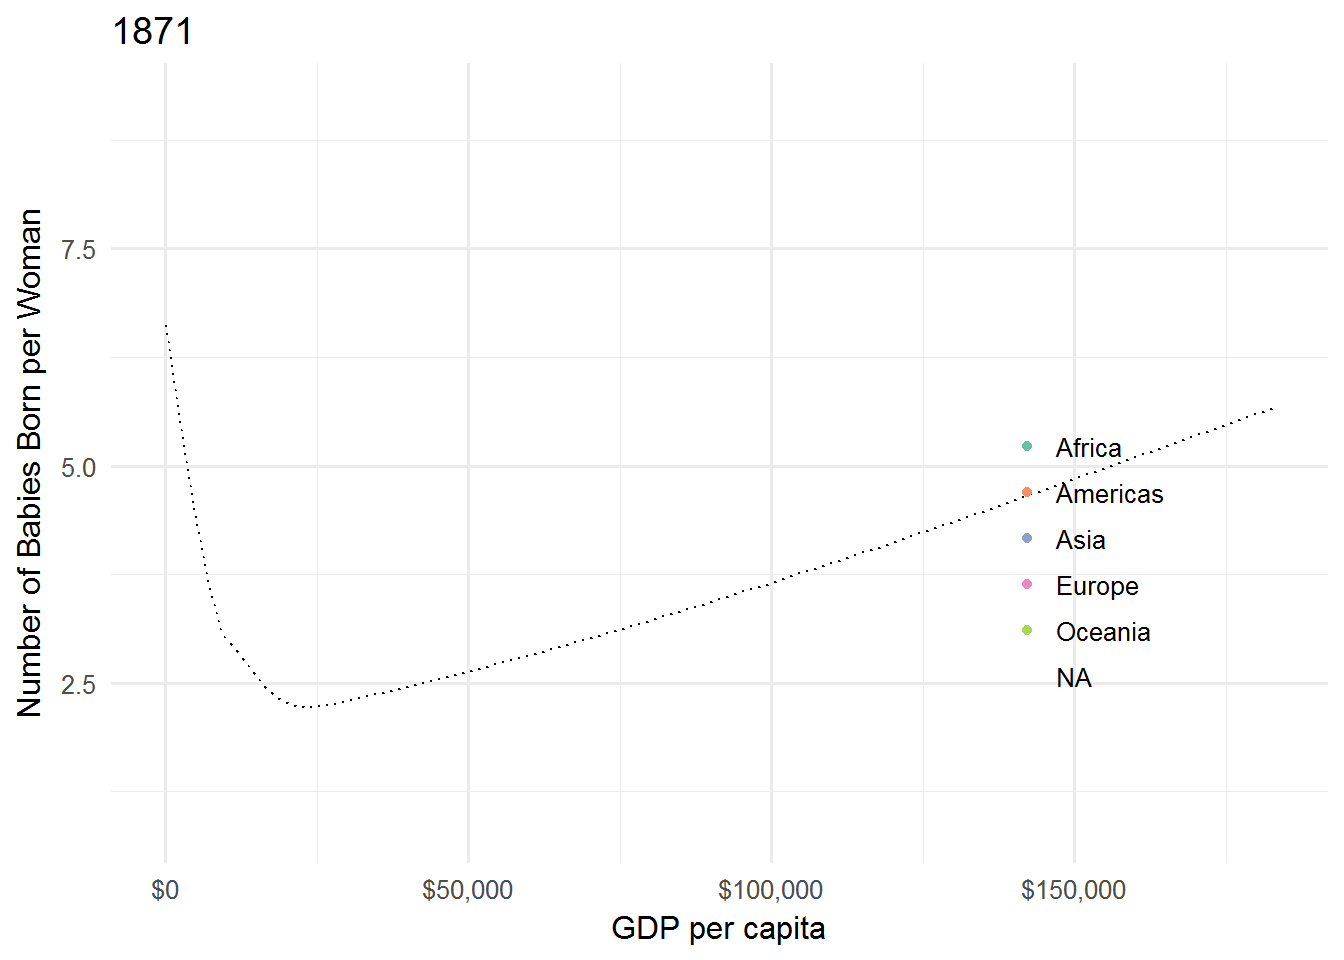 1871
Number of Babies Born per Woman
7.5
5.0
2.5
Africa
Americas
Asia
Europe
Oceania
NA
$0
$50,000
$100,000
$150,000
GDP per capita